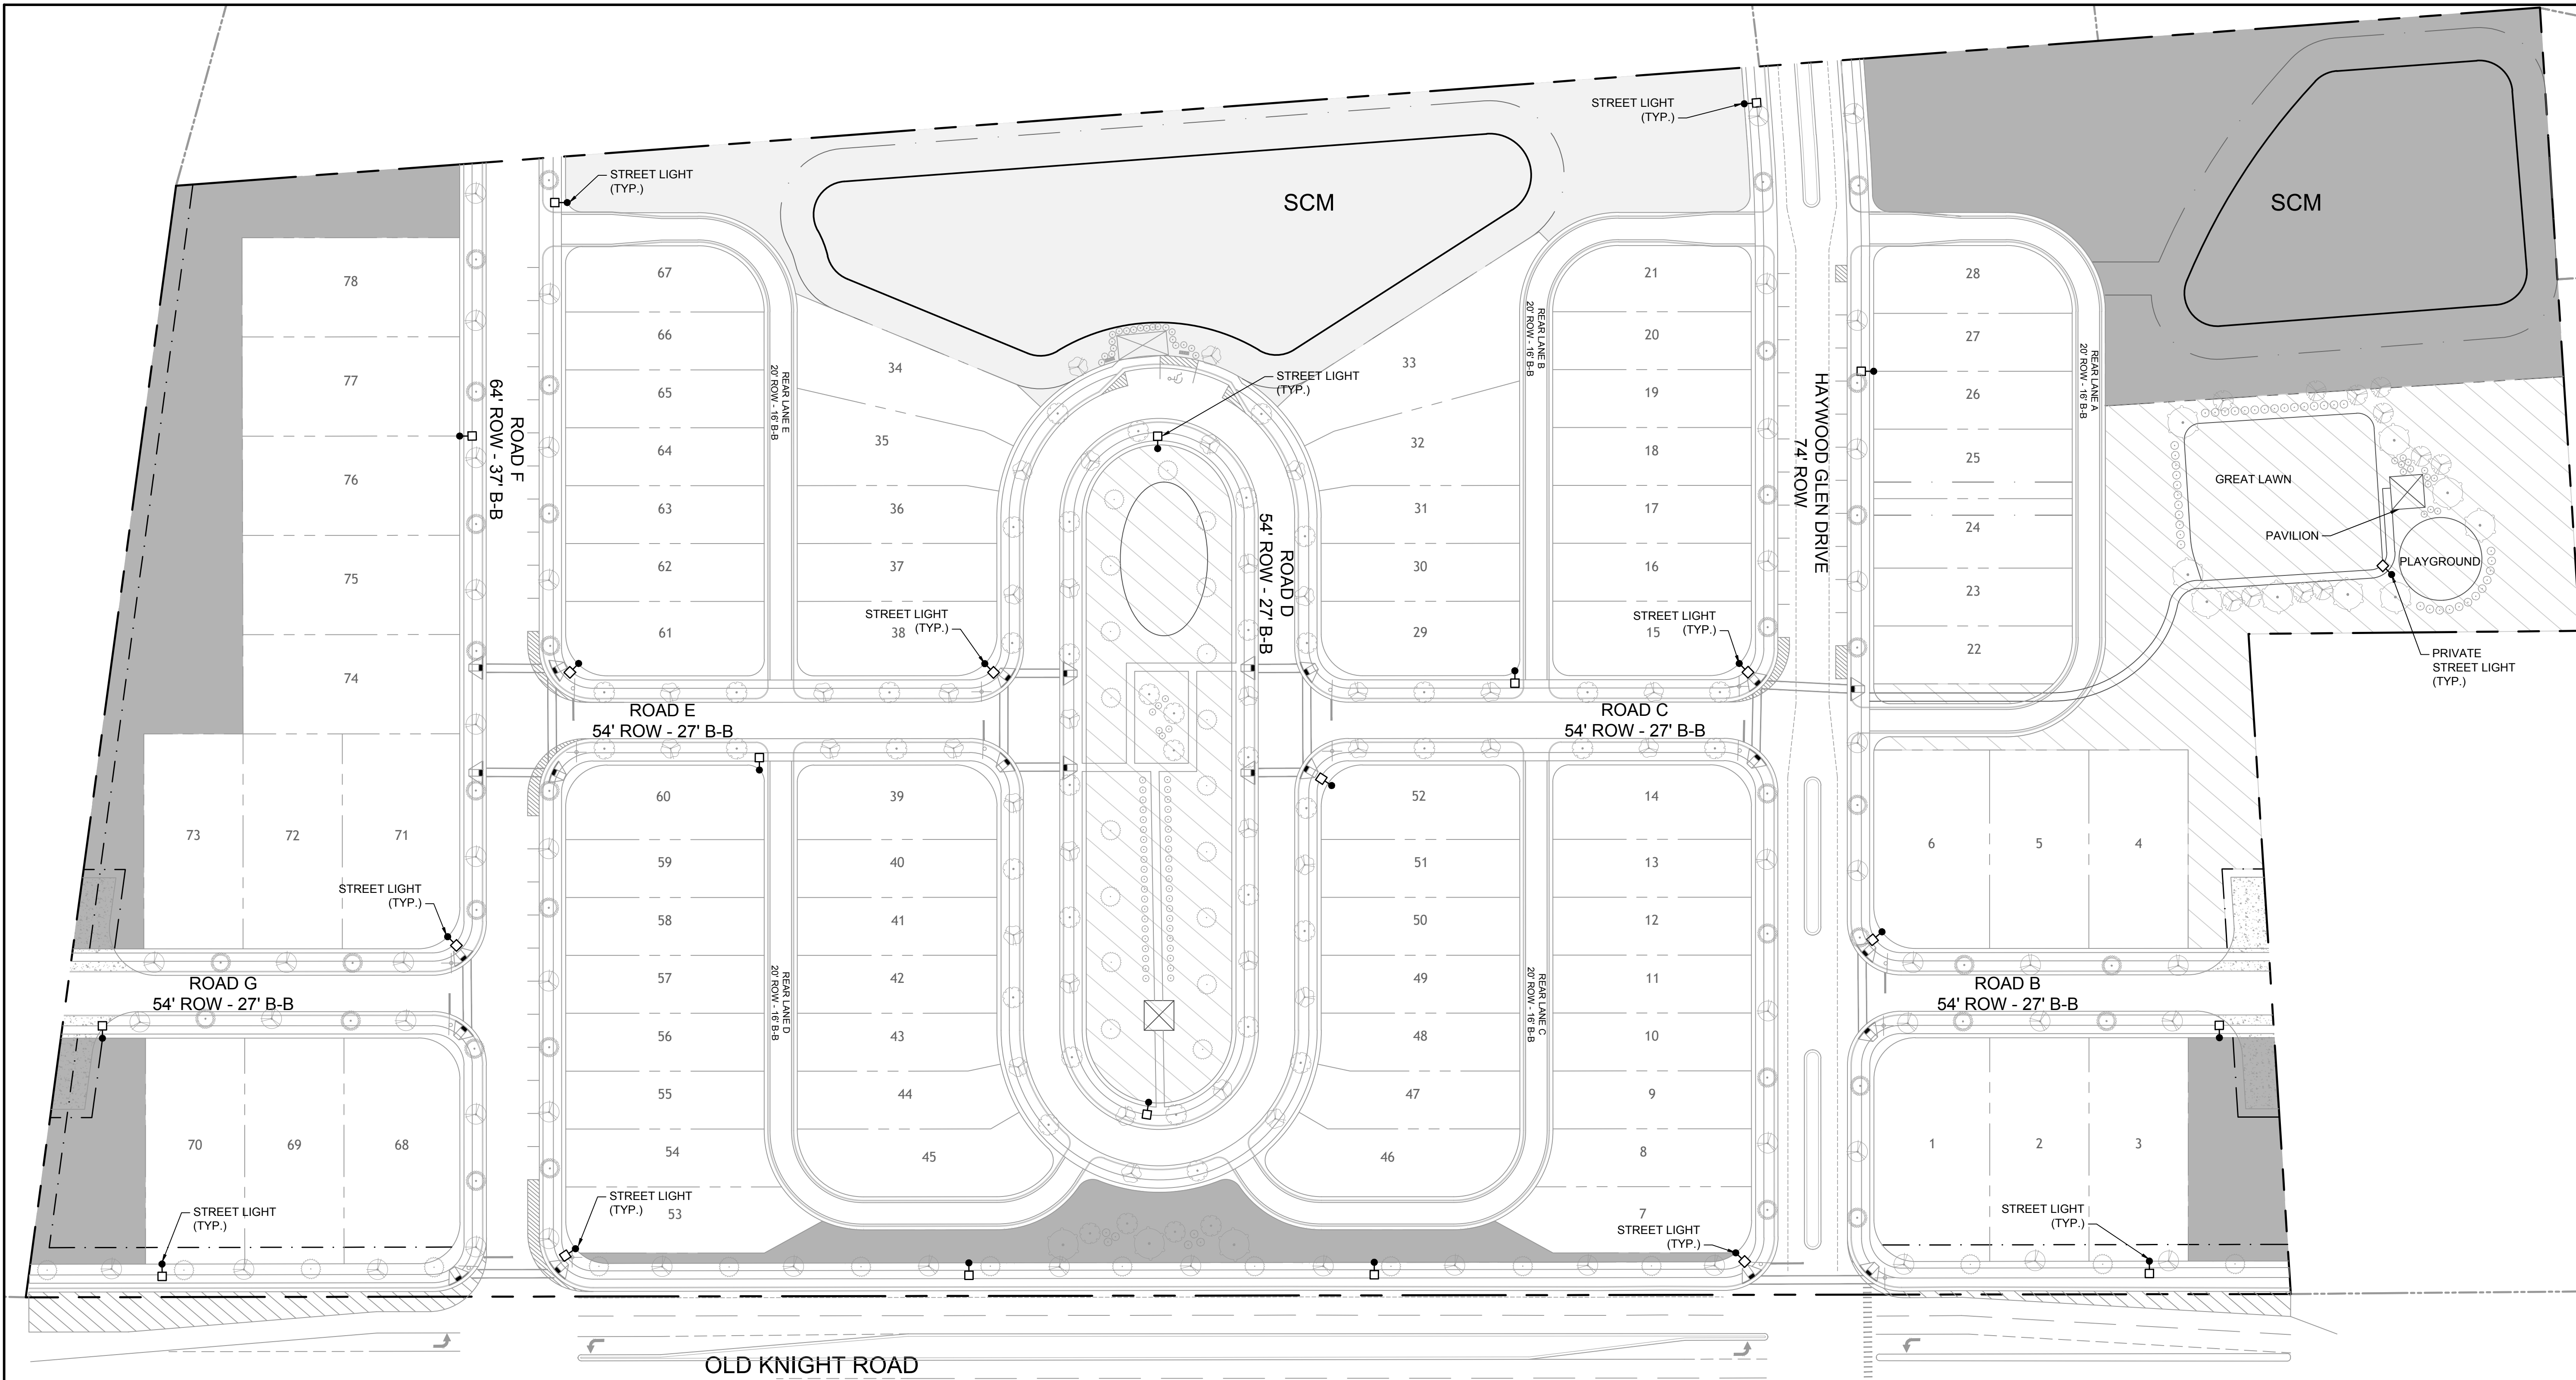 STREET LIGHT
(TYP.)
STREET LIGHT
(TYP.)
SCM
SCM
78
77
76
75
74
73
72
71
ROAD F
64' ROW - 37' B-B
67
66
65
64
63
62
61
REAR LANE E
20' ROW - 16' B-B
34
35
36
37
38
STREET LIGHT
(TYP.)
STREET LIGHT
(TYP.)
ROAD D
54' ROW - 27' B-B
33
32
31
30
29
REAR LANE B
20' ROW - 16' B-B
21
20
19
18
17
16
15
STREET LIGHT
(TYP.)
HAYWOOD GLEN DRIVE
74' ROW
28
27
26
25
24
23
22
REAR LANE A
20' ROW - 16' B-B
GREAT LAWN
PAVILION
PLAYGROUND
PRIVATE
STREET LIGHT
(TYP.)
ROAD E
54' ROW - 27' B-B
ROAD C
54' ROW - 27' B-B
STREET LIGHT
(TYP.)
ROAD G
54' ROW - 27' B-B
70
69
68
STREET LIGHT
(TYP.)
60
59
58
57
56
55
54
53
STREET LIGHT
(TYP.)
REAR LANE D
20' ROW - 16' B-B
39
40
41
42
43
44
45
52
51
50
49
48
47
46
REAR LANE C
20' ROW - 16' B-B
14
13
12
11
10
9
8
7
STREET LIGHT
(TYP.)
6
5
4
ROAD B
54' ROW - 27' B-B
1
2
3
STREET LIGHT
(TYP.)
OLD KNIGHT ROAD